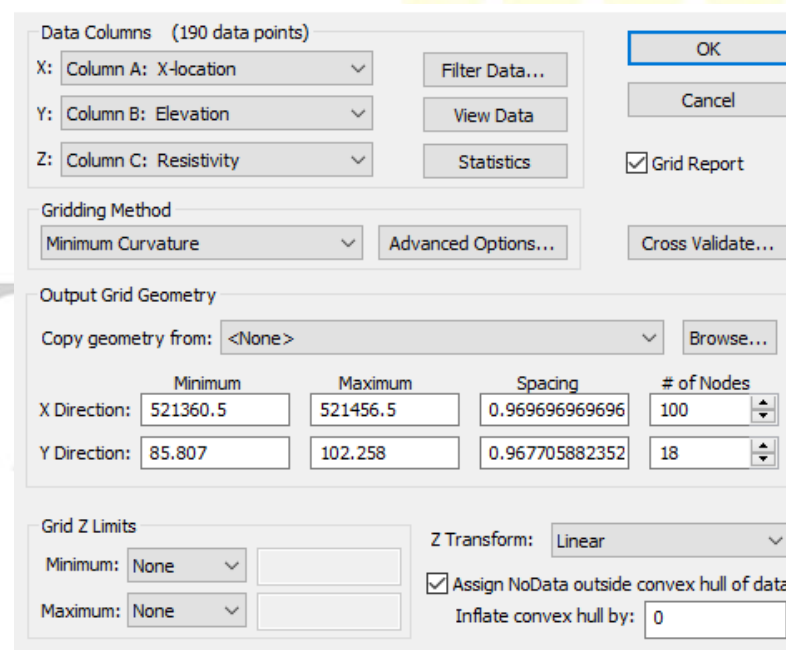 Data Columns (190 data points)
X: Column A: X-location
Filter Data...
OK
Y: Column B: Elevation
View Data
Cancel
Z: Column C: Resistivity
Statistics
Grid Report
Gridding Method
Minimum Curvature
Advanced Options...
Cross Validate...
Output Grid Geometry
Copy geometry from: <None>
Browse...
Minimum Maximum Spacing # of Nodes
X Direction: 521360.5 521456.5 0.969696969696 100
Y Direction: 85.807 102.258 0.967705882352 18
Grid Z Limits
Minimum: None
Maximum: None
Z Transform: Linear
Assign NoData outside convex hull of data
Inflate convex hull by: 0